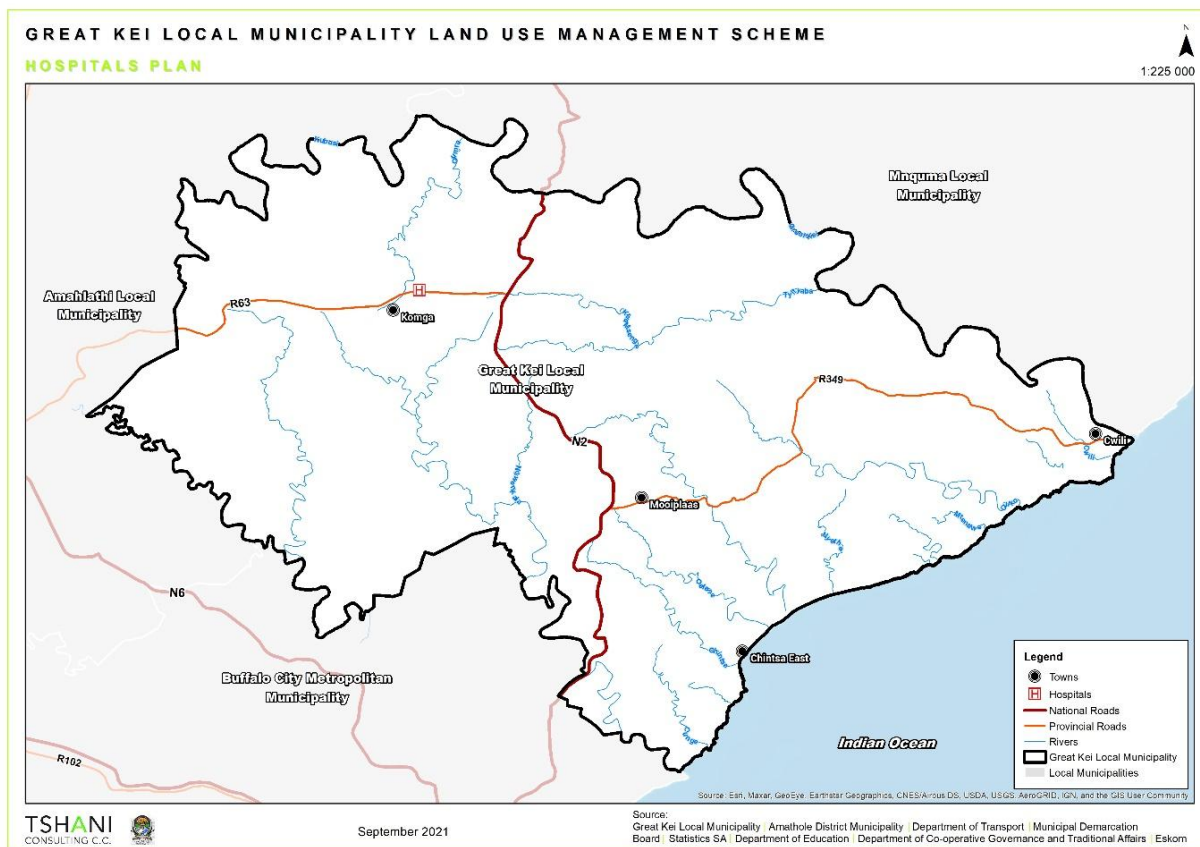 GREAT KEI LOCAL MUNICIPALITY LAND USE MANAGEMENT SCHEME
HOSPITALS PLAN
N
1:225 000
Mnquma Local
Municipality
Amahlathi Local
Municipality
R63
H
Komga
Great Kei Local
Municipality
R349
N2
Cwili
Cwili
Mooiplaas
N6
Chintsa East
Buffalo City Metropolitan
Municipality
Indian Ocean
R102
Legend
Towns
H Hospitals
National Roads
Provincial Roads
Rivers
Great Kei Local Municipality
Local Municipalities
Source: Esri, Maxar, GeoEye, Earthstar Geographics, CNES/Airbus DS, USDA, USGS, AeroGRID, IGN, and the GIS User Community
TSHANI
CONSULTING C.C.
September 2021
Source:
Great Kei Local Municipality | Amathole District Municipality | Department of Transport | Municipal Demarcation
Board | Statistics SA | Department of Education | Department of Co-operative Governance and Traditional Affairs | Eskom